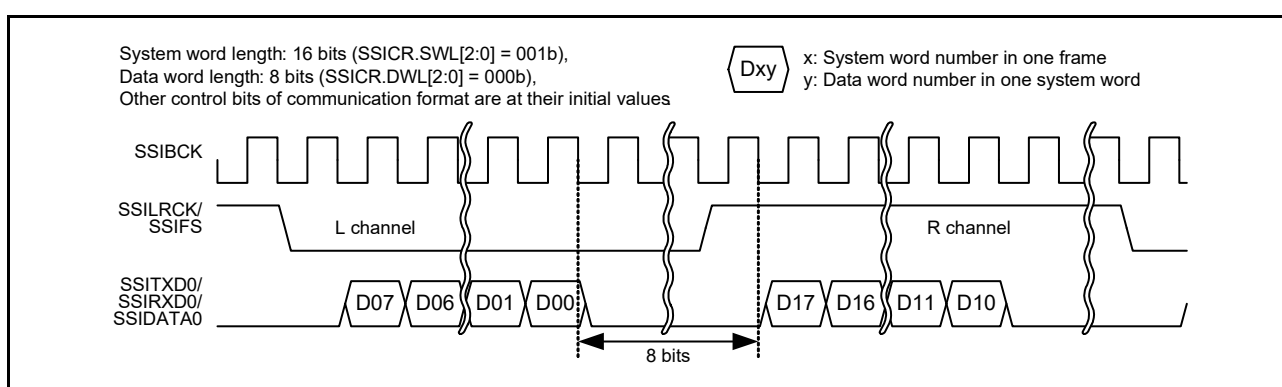 System word length: 16 bits (SSICR.SWL[2:0] = 001b),
Data word length: 8 bits (SSICR.DWL[2:0] = 000b),
Other control bits of communication format are at their initial values.
Dxy
x: System word number in one frame
y: Data word number in one system word
SSIBCK
SSILRCK/
SSIFS
L channel
R channel
SSITXD0/
SSIRXD0/
SSIDATA0
D07 D06 D01 D00 D17 D16 D11 D10
8 bits